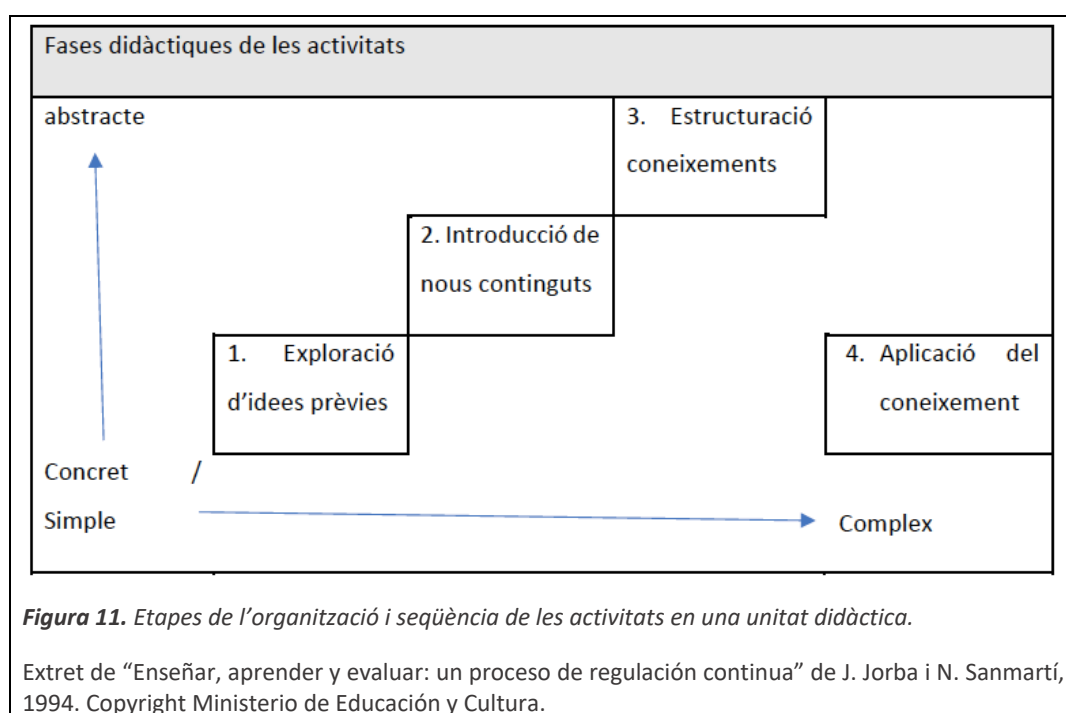 Fases didàctiques de les activitats
abstracte
3. Estructuració
coneixements
2. Introducció de
nous continguts
1. Exploració
d’idees prèvies
4. Aplicació del
coneixement
Concret /
Simple
Complex
Figura 11. Etapes de l’organització i seqüència de les activitats en una unitat didàctica.
Extret de “Enseñar, aprender y evaluar: un proceso de regulación continua” de J. Jorba i N. Sanmartí,
1994. Copyright Ministerio de Educación y Cultura.